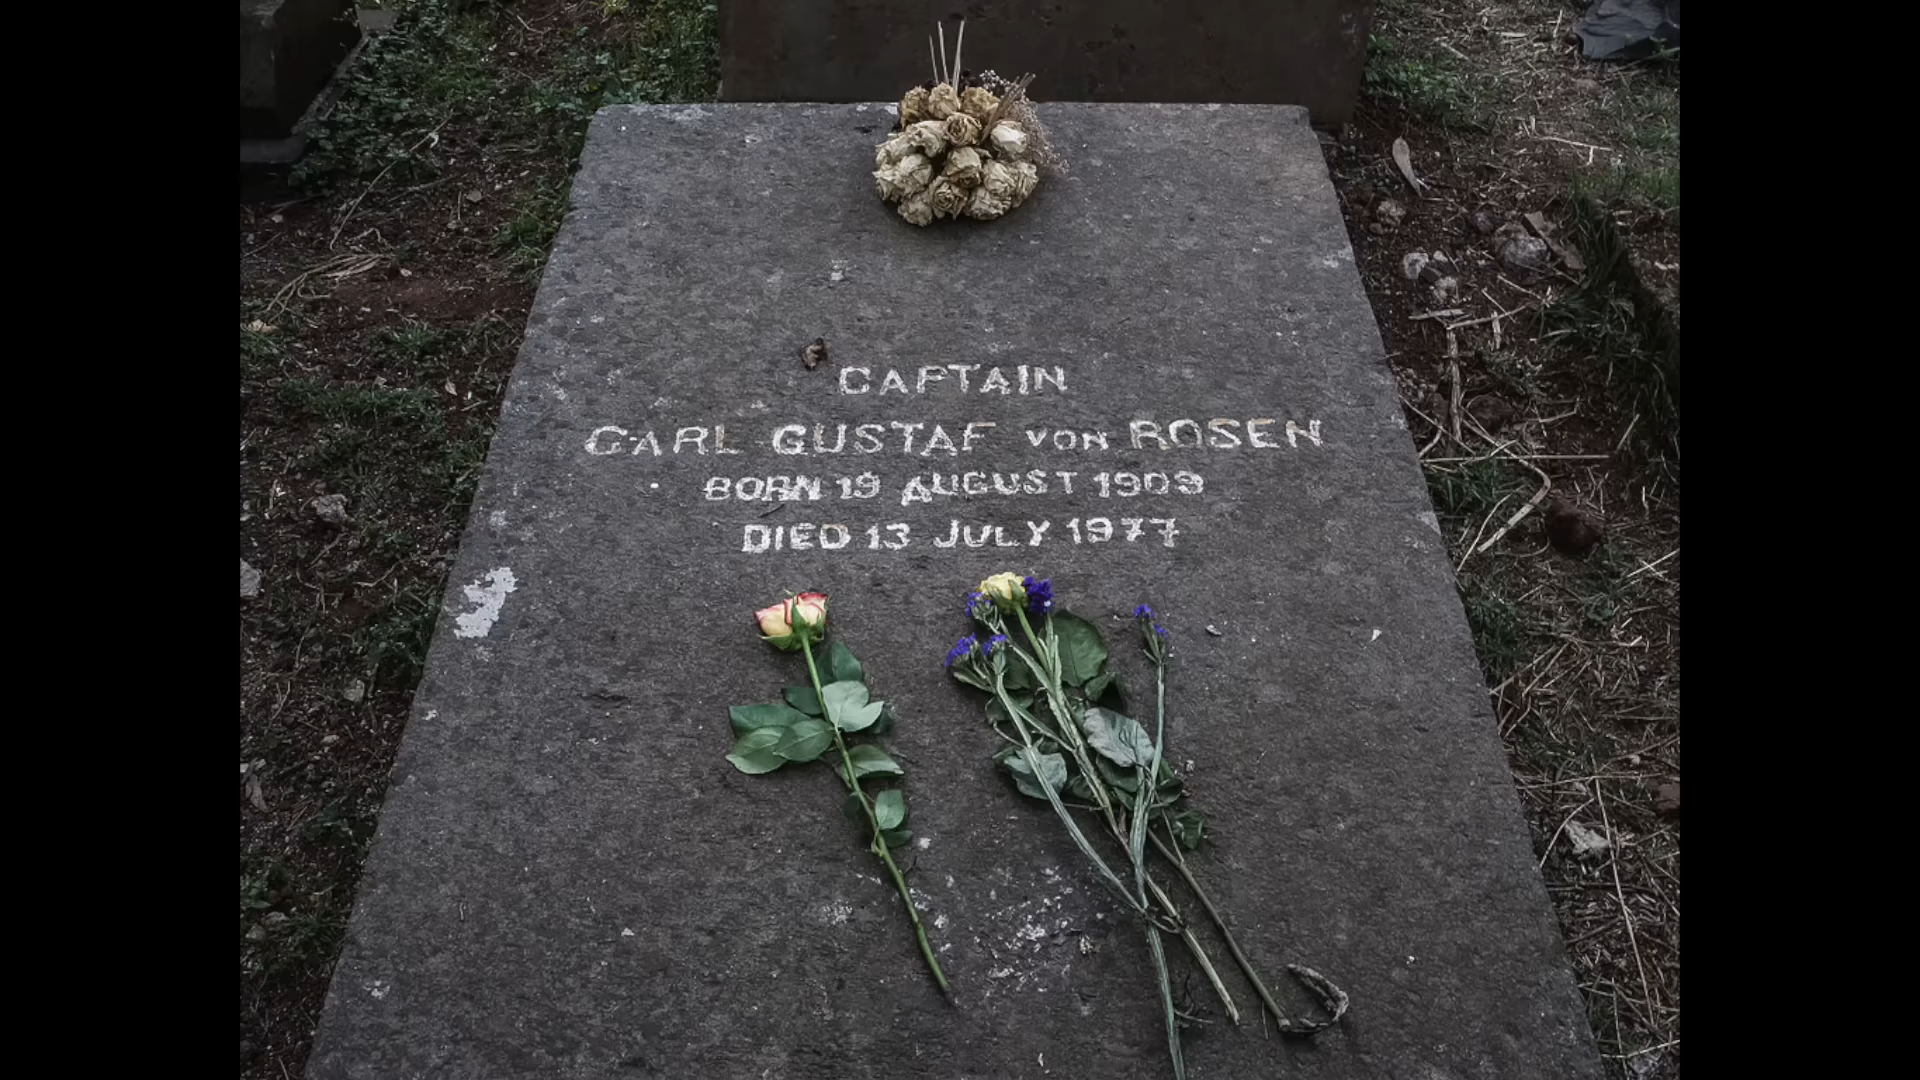 CAPTAIN
CARL GUSTAF VON ROSEN
BORN 19 AUGUST 1909
DIED 13 JULY 1977